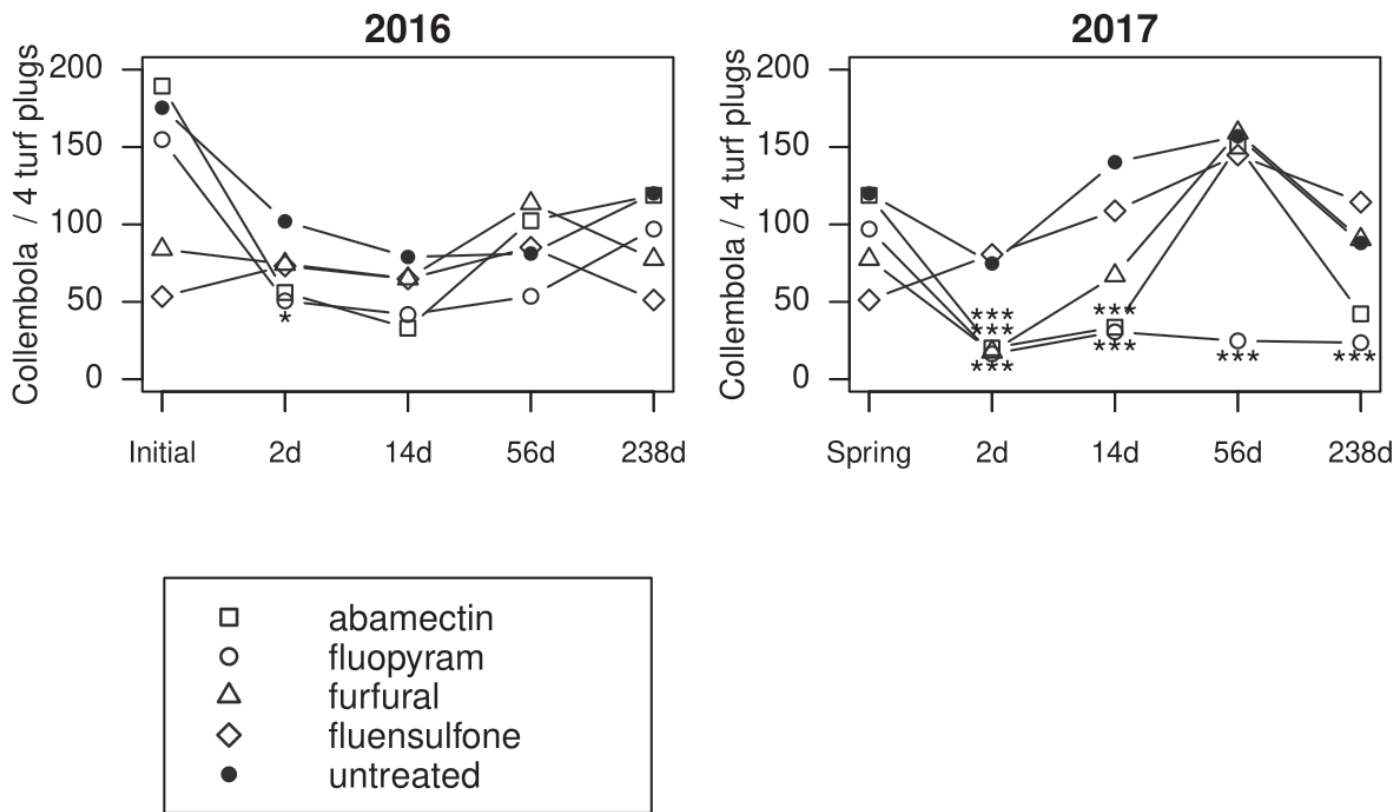 2016
Collembola / 4 turf plugs
200
150
100
50
0
*
Initial 2d 14d 56d 238d
2017
Collembola / 4 turf plugs
200
150
100
50
0
*** ***
***
*** *** *** ***
Spring 2d 14d 56d 238d
abamectin
fluopyram
furfural
fluensulfone
untreated